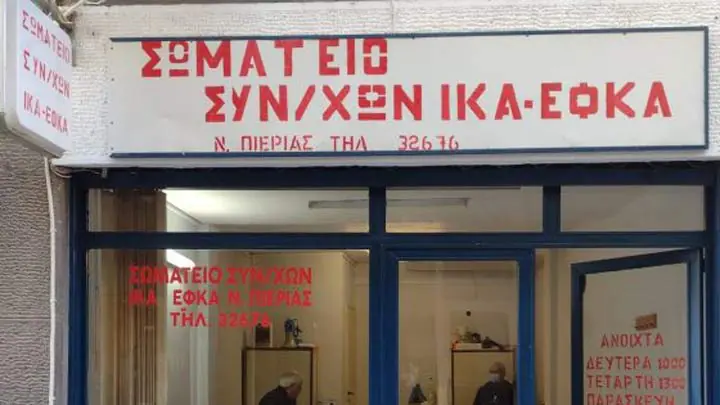 ΣΩΜΑΤΕΙΟ
ΣΥΝ/ΧΩΝ
ΙΚΑ-ΕΦΚΑ
ΣΩΜΑΤΕΙΟ
ΣΥΝ/ΧΩΝ ΙΚΑ-ΕΦΚΑ
Ν. ΠΙΕΡΙΑΣ ΤΗΛ 32676
ΣΩΜΑΤΕΙΟ ΣΥΝ/ΧΩΝ
ΙΚΑ ΕΦΚΑ Ν. ΠΙΕΡΙΑΣ
ΤΗΛ. 32676
ΑΝΟΙΧΤΑ
ΔΕΥΤΕΡΑ 1000
ΤΕΤΑΡΤΗ 1300
ΠΑΡΑΣΚΕΥΗ